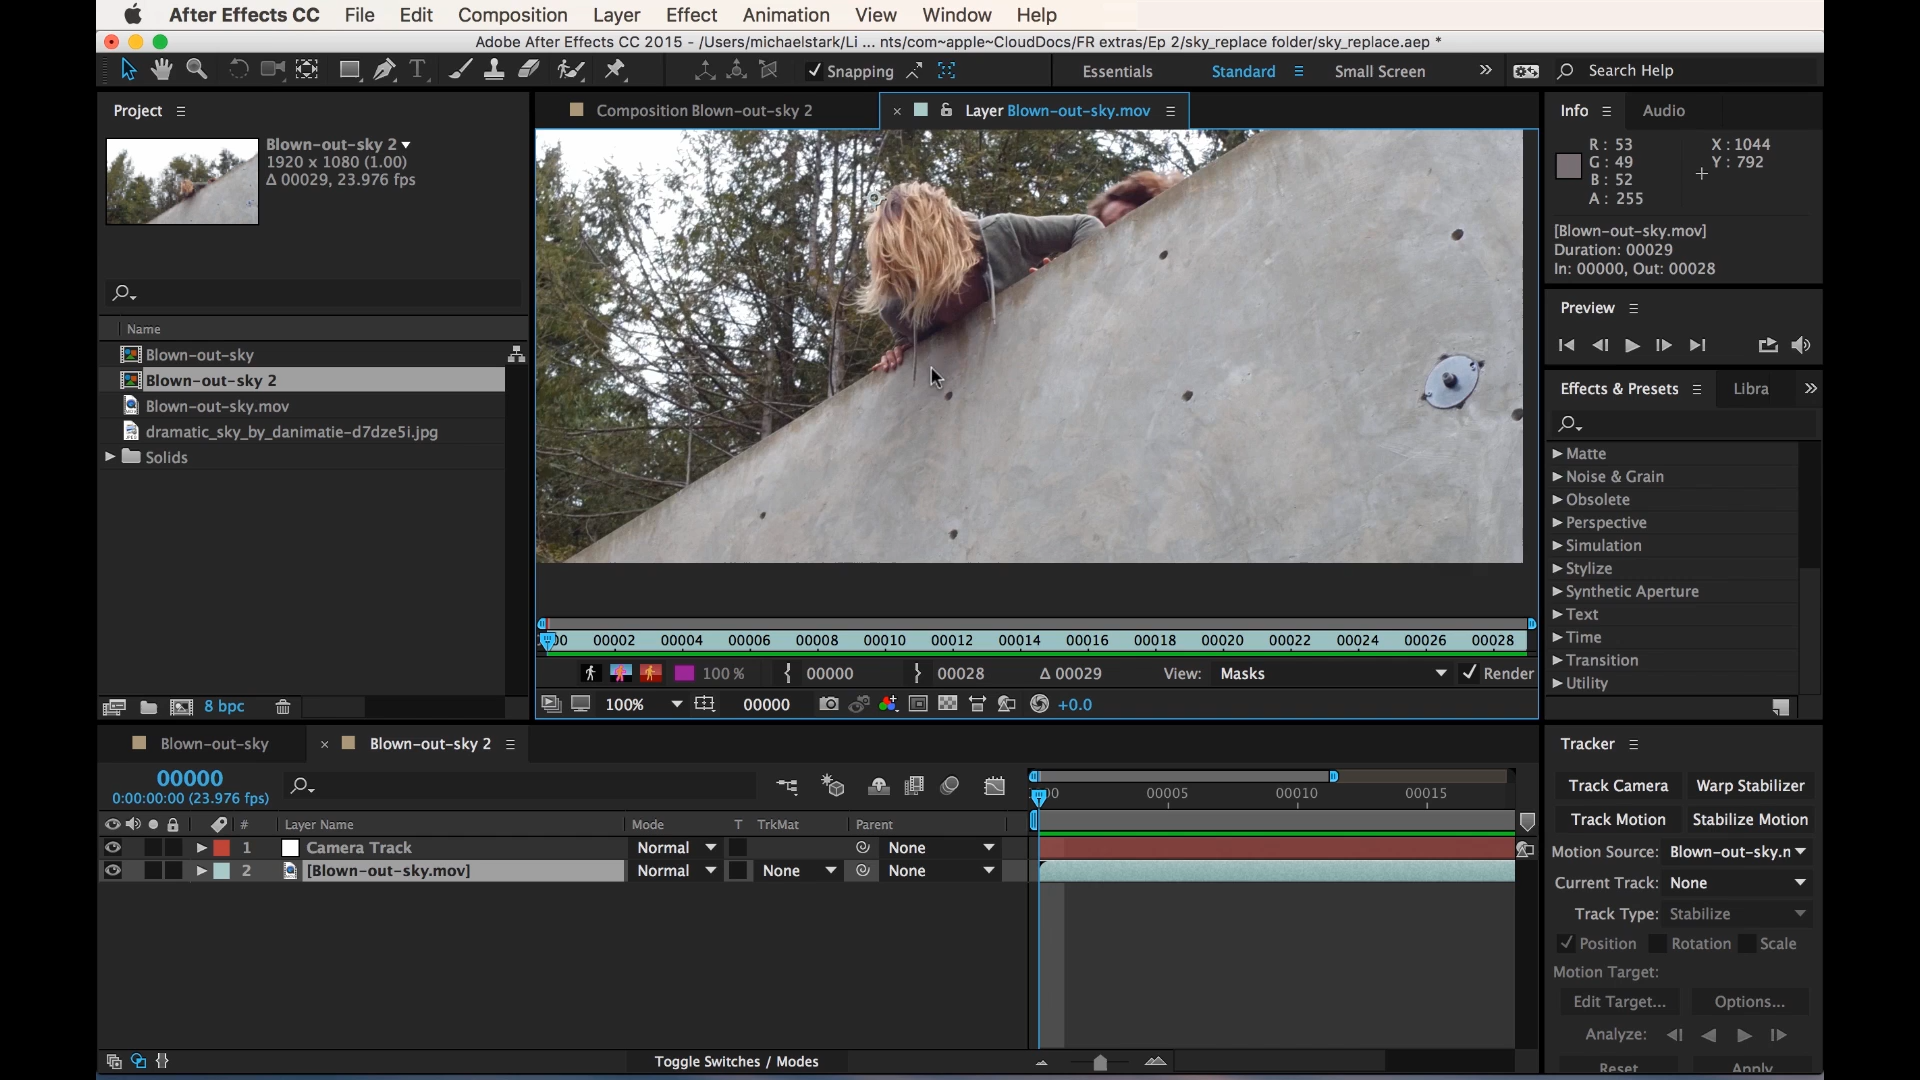 After Effects CC File Edit Composition Layer Effect Animation View Window Help
Adobe After Effects CC 2015 - /Users/michaelstark/Li ... nts/com~apple~CloudDocs/FR extras/Ep 2/sky_replace folder/sky_replace.aep *
Snapping Essentials Standard Small Screen Search Help
Project
Blown-out-sky 2
1920 x 1080 (1.00)
Δ 00029, 23.976 fps
Name
Blown-out-sky
Blown-out-sky 2
Blown-out-sky.mov
dramatic_sky_by_danimatie-d7dze5i.jpg
Solids
8 bpc
Composition Blown-out-sky 2
Layer Blown-out-sky.mov
00 00002 00004 00006 00008 00010 00012 00014 00016 00018 00020 00022 00024 00026 00028
100 % 00000 00028 Δ 00029 View: Masks Render
100% 00000 +0.0
Info Audio
R : 53 X : 1044
G : 49 Y : 792
B : 52
A : 255
[Blown-out-sky.mov]
Duration: 00029
In: 00000, Out: 00028
Preview
Effects & Presets Libra
Matte
Noise & Grain
Obsolete
Perspective
Simulation
Stylize
Synthetic Aperture
Text
Time
Transition
Utility
Blown-out-sky Blown-out-sky 2
00000
0:00:00:00 (23.976 fps)
00 00005 00010 00015
# Layer Name Mode T TrkMat Parent
1 Camera Track Normal None
2 [Blown-out-sky.mov] Normal None None
Toggle Switches / Modes
Tracker
Track Camera Warp Stabilizer
Track Motion Stabilize Motion
Motion Source: Blown-out-sky.n
Current Track: None
Track Type: Stabilize
Position Rotation Scale
Motion Target:
Edit Target... Options...
Analyze:
Reset Apply